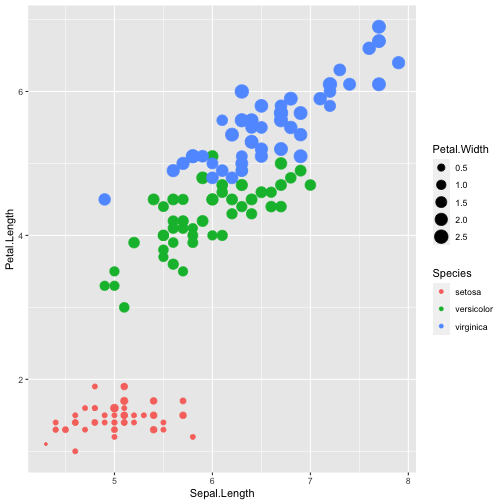 6
4
2
5
6
7
8
Sepal.Length
Petal.Length
Petal.Width
0.5
1.0
1.5
2.0
2.5
Species
setosa
versicolor
virginica